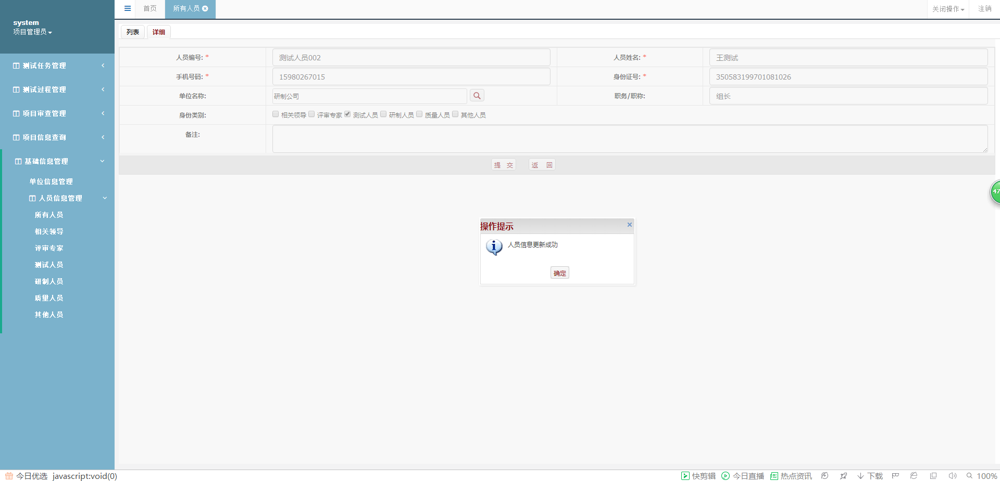 system
项目管理员
首页
所有人员
关闭操作
注销
测试任务管理
测试过程管理
项目审查管理
项目信息查询
基础信息管理
单位信息管理
人员信息管理
所有人员
相关领导
评审专家
测试人员
研制人员
质量人员
其他人员
列表
详细
人员编号: *
测试人员002
人员姓名: *
王测试
手机号码: *
15980267015
身份证号: *
350583199701081026
单位名称:
研制公司
职务/职称:
组长
身份类别:
相关领导 评审专家 测试人员 研制人员 质量人员 其他人员
备注:
提 交
返 回
47
操作提示
人员信息更新成功
确定
今日优选 javascript:void(0)
快剪辑 今日直播 热点资讯 下载 100%